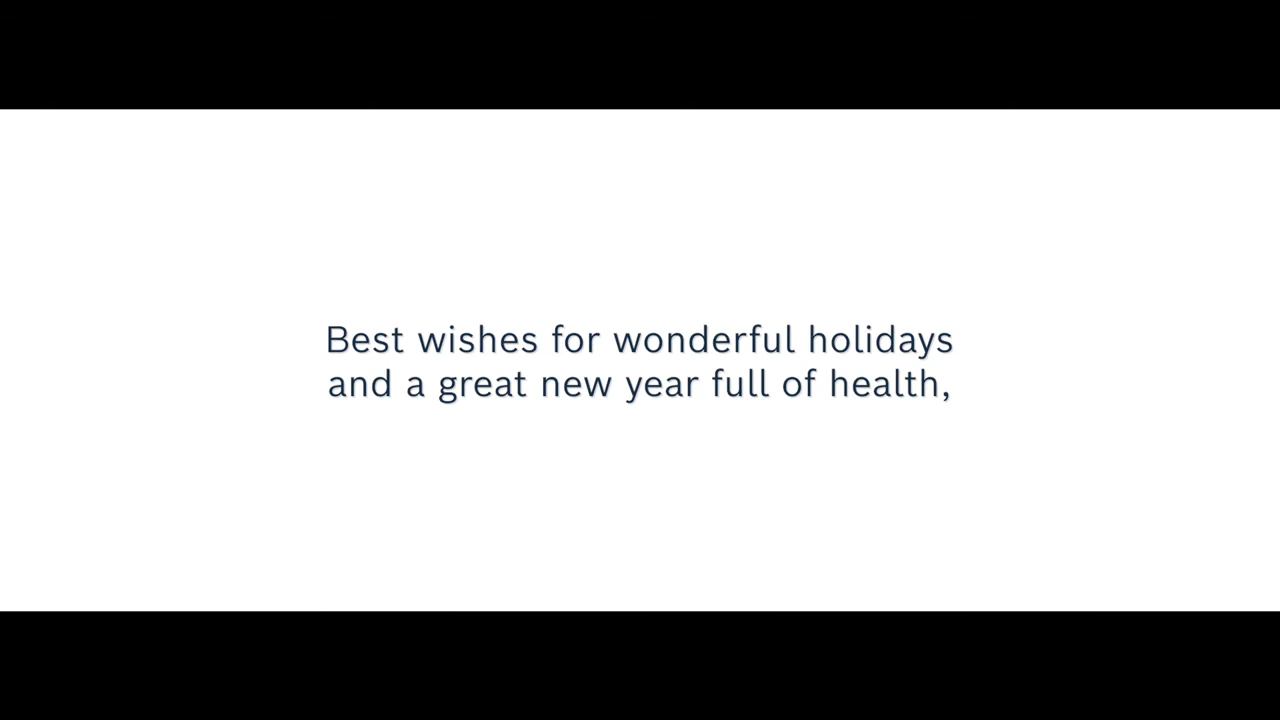 Best wishes for wonderful holidays
and a great new year full of health,